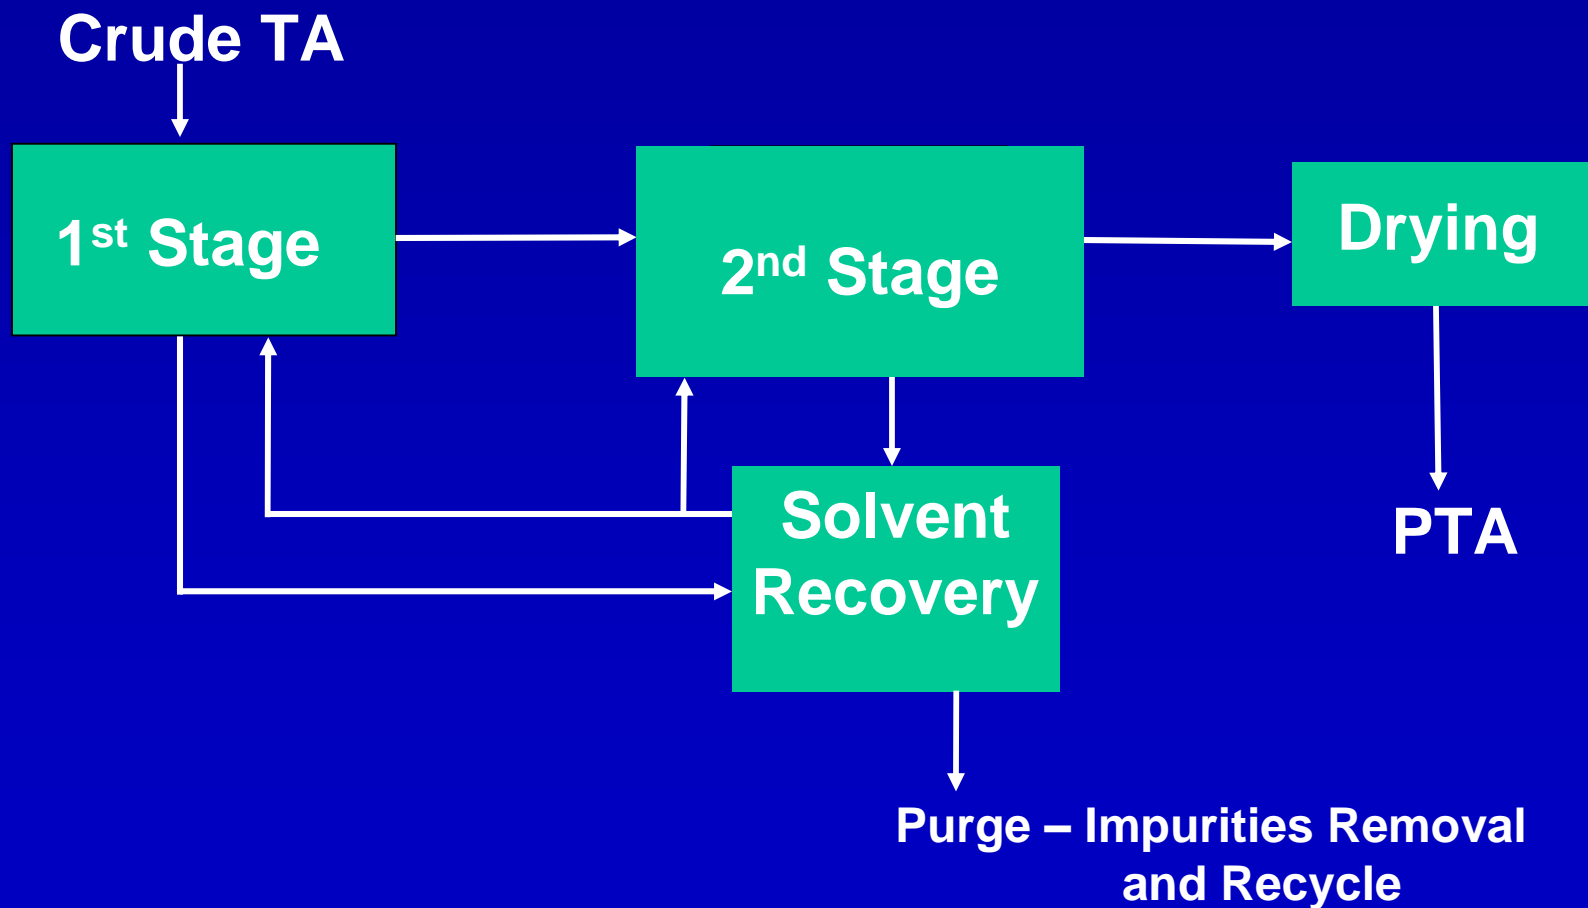 Crude TA
1st Stage
2nd Stage
Drying
Solvent
Recovery
PTA
Purge – Impurities Removal
and Recycle